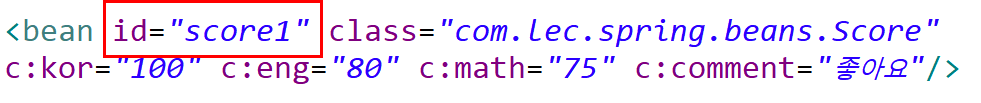 <bean id="score1" class="com.lec.spring.beans.Score"
c:kor="100" c:eng="80" c:math="75" c:comment="좋아요"/>